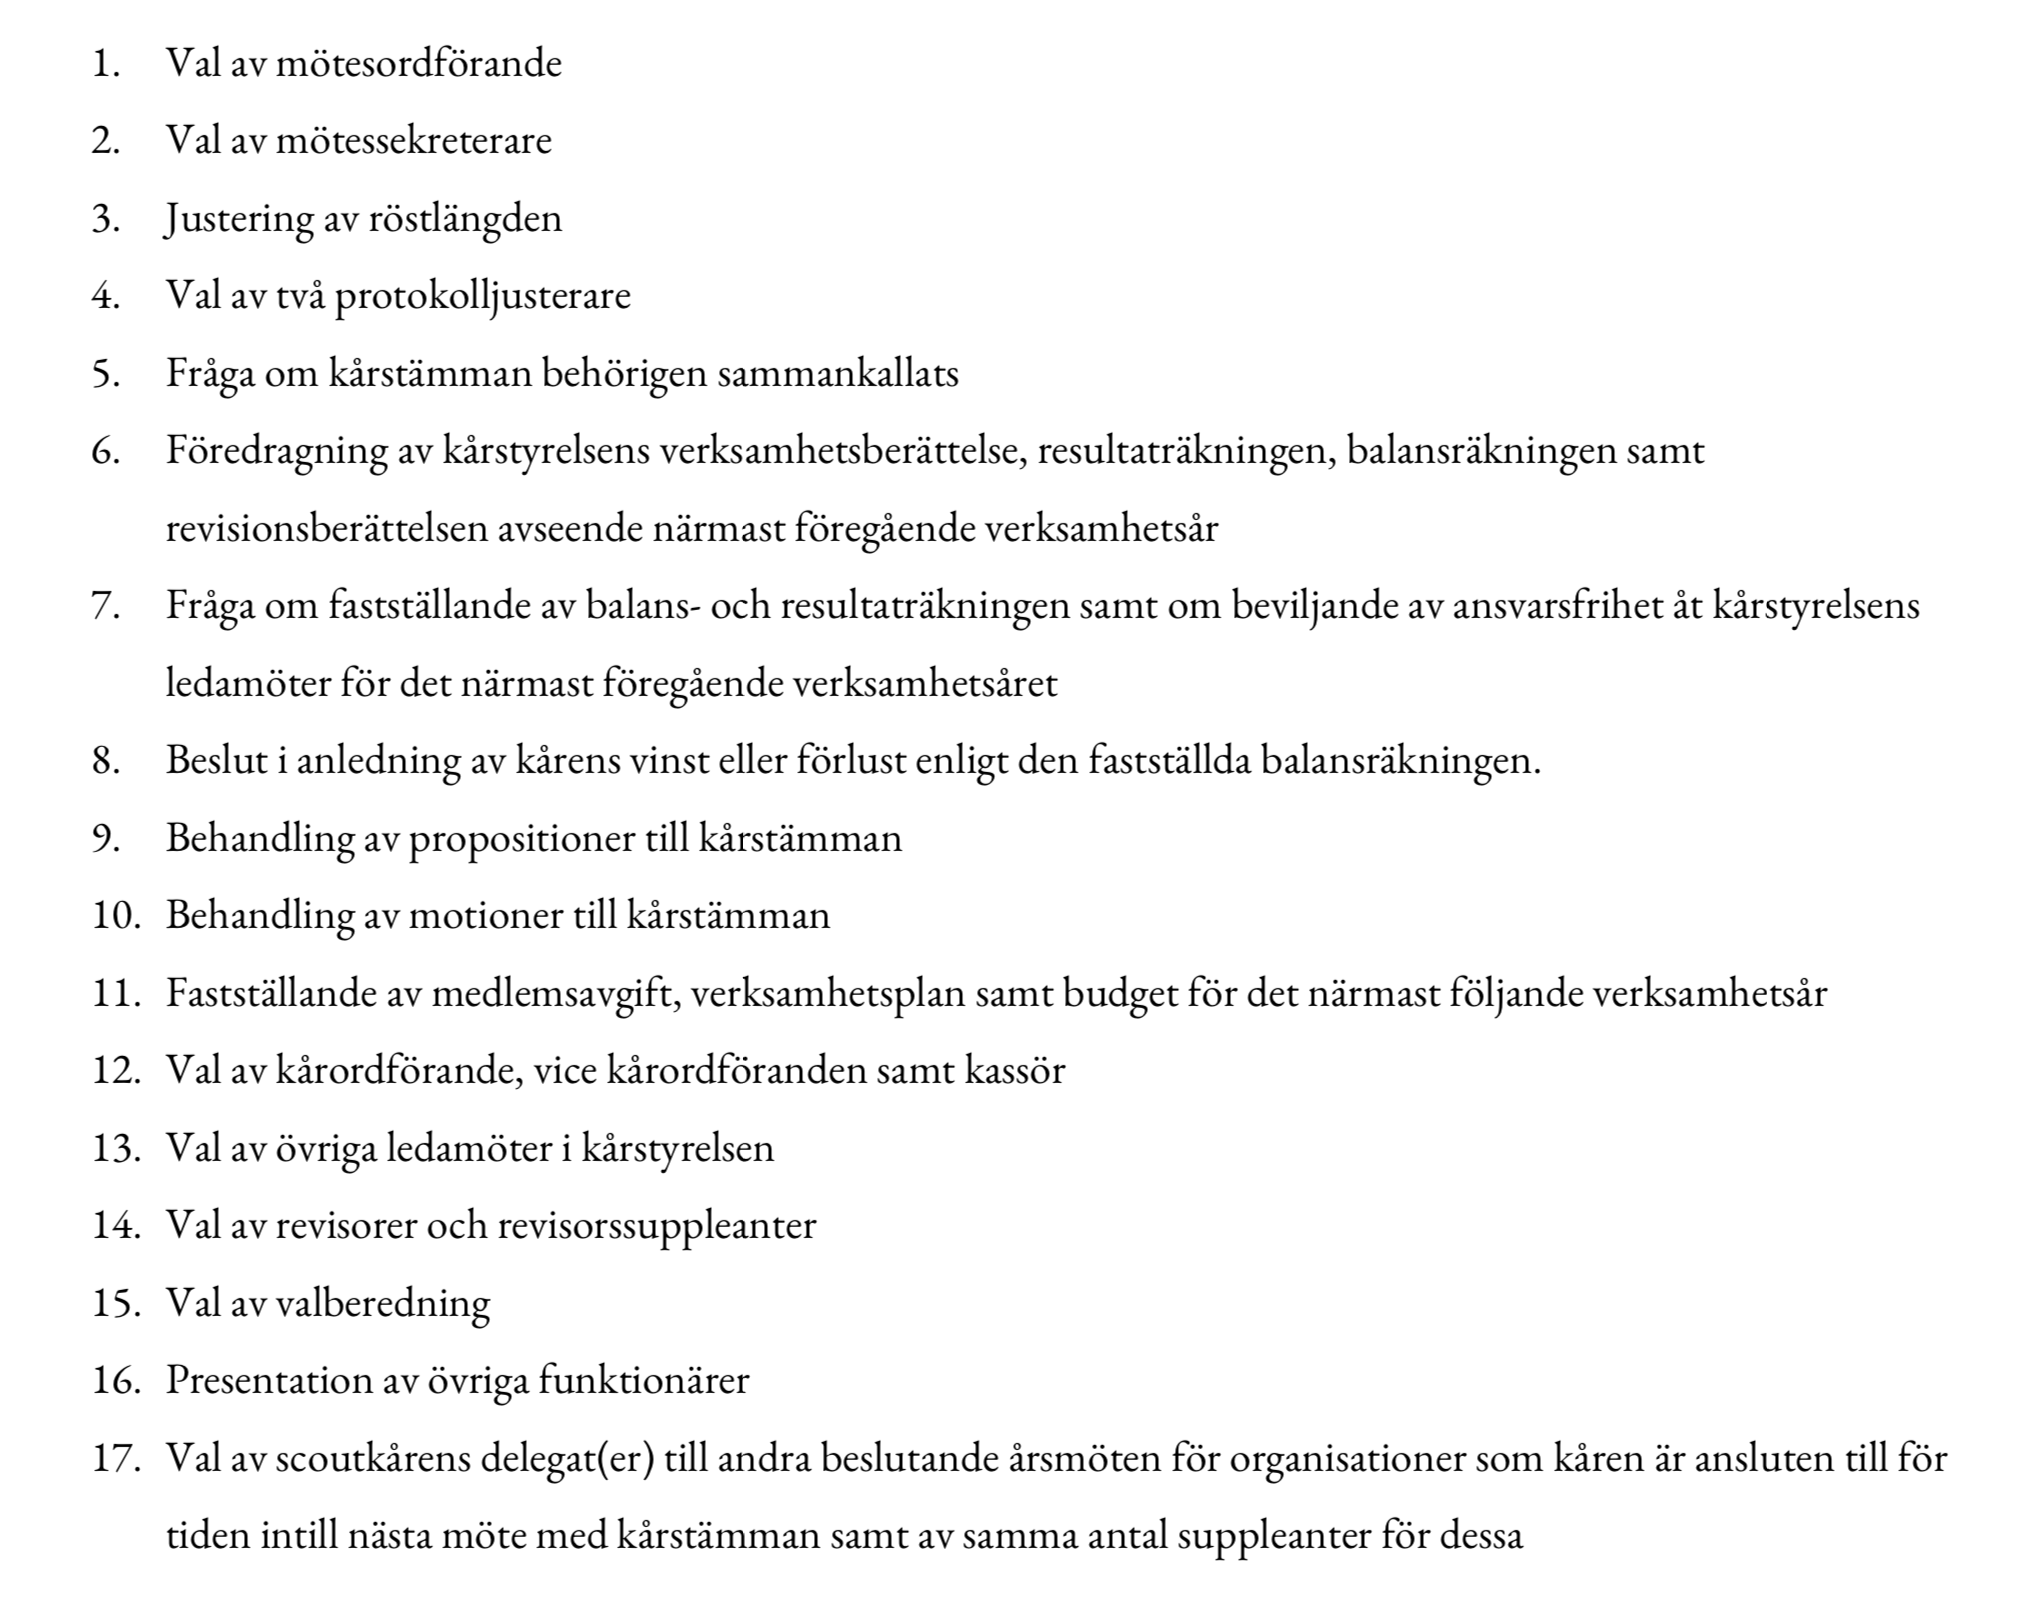 1. Val av mötesordförande
2. Val av mötessekreterare
3. Justering av röstlängden
4. Val av två protokolljusterare
5. Fråga om kårstämman behörigen sammankallats
6. Föredragning av kårstyrelsens verksamhetsberättelse, resultaträkningen, balansräkningen samt
revisionsberättelsen avseende närmast föregående verksamhetsår
7. Fråga om fastställande av balans- och resultaträkningen samt om beviljande av ansvarsfrihet åt kårstyrelsens
ledamöter för det närmast föregående verksamhetsåret
8. Beslut i anledning av kårens vinst eller förlust enligt den fastställda balansräkningen.
9. Behandling av propositioner till kårstämman
10. Behandling av motioner till kårstämman
11. Fastställande av medlemsavgift, verksamhetsplan samt budget för det närmast följande verksamhetsår
12. Val av kårordförande, vice kårordföranden samt kassör
13. Val av övriga ledamöter i kårstyrelsen
14. Val av revisorer och revisorssuppleanter
15. Val av valberedning
16. Presentation av övriga funktionärer
17. Val av scoutkårens delegat(er) till andra beslutande årsmöten för organisationer som kåren är ansluten till för
tiden intill nästa möte med kårstämman samt av samma antal suppleanter för dessa